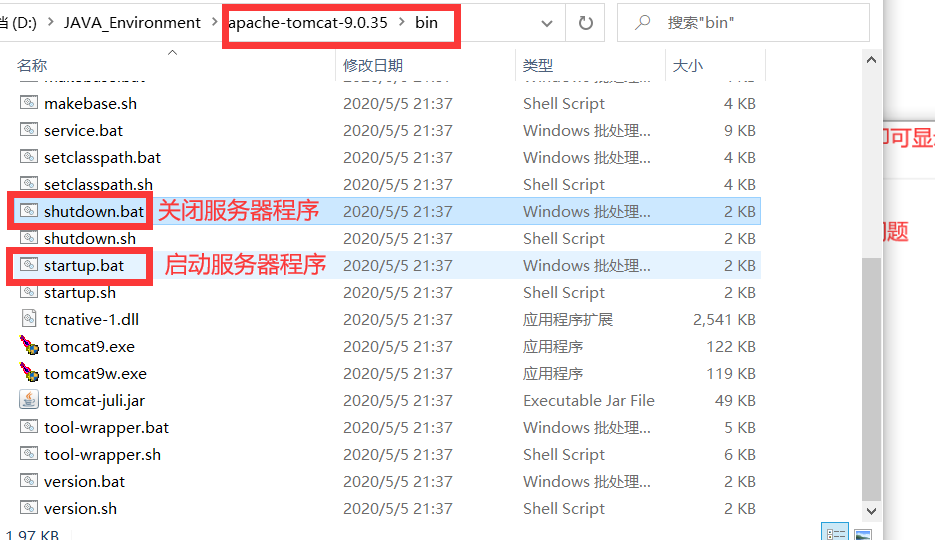 (D:) > JAVA_Environment > apache-tomcat-9.0.35 > bin
搜索"bin"
名称 修改日期 类型 大小
makebase.sh 2020/5/5 21:37 Shell Script 4 KB
service.bat 2020/5/5 21:37 Windows 批处理... 9 KB
setclasspath.bat 2020/5/5 21:37 Windows 批处理... 4 KB
setclasspath.sh 2020/5/5 21:37 Shell Script 4 KB
shutdown.bat 关闭服务器程序 2020/5/5 21:37 Windows 批处理... 2 KB
shutdown.sh 2020/5/5 21:37 Shell Script 2 KB
startup.bat 启动服务器程序 2020/5/5 21:37 Windows 批处理... 2 KB
startup.sh 2020/5/5 21:37 Shell Script 2 KB
tcnative-1.dll 2020/5/5 21:37 应用程序扩展 2,541 KB
tomcat9.exe 2020/5/5 21:37 应用程序 122 KB
tomcat9w.exe 2020/5/5 21:37 应用程序 119 KB
tomcat-juli.jar 2020/5/5 21:37 Executable Jar File 49 KB
tool-wrapper.bat 2020/5/5 21:37 Windows 批处理... 5 KB
tool-wrapper.sh 2020/5/5 21:37 Shell Script 6 KB
version.bat 2020/5/5 21:37 Windows 批处理... 2 KB
version.sh 2020/5/5 21:37 Shell Script 2 KB
1.97 KB
可显
题